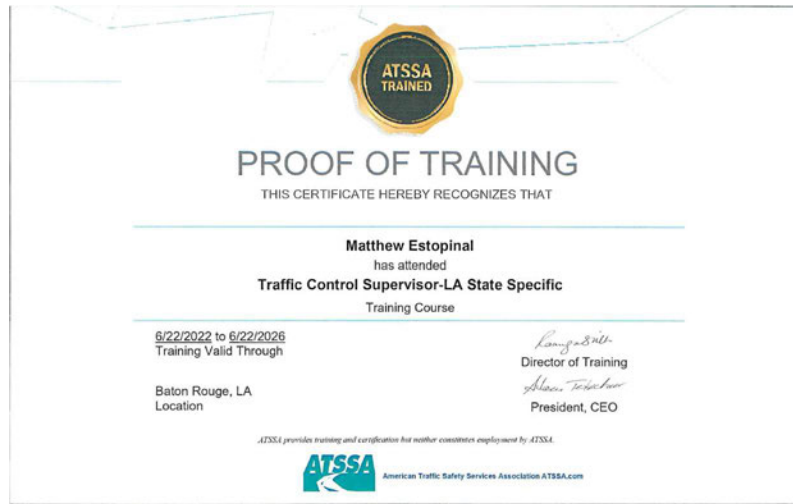 ATSSA
TRAINED
PROOF OF TRAINING
THIS CERTIFICATE HEREBY RECOGNIZES THAT
Matthew Estopinal
has attended
Traffic Control Supervisor-LA State Specific
Training Course
6/22/2022 to 6/22/2026
Training Valid Through
Director of Training
Baton Rouge, LA
Location
President, CEO
ATSSA provides training and certification but neither constitutes employment by ATSSA.
ATSSA
American Traffic Safety Services Association ATSSA.com